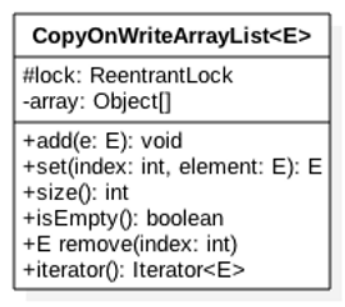 CopyOnWriteArrayList<E>
#lock: ReentrantLock
-array: Object[]
+add(e: E): void
+set(index: int, element: E): E
+size(): int
+isEmpty(): boolean
+E remove(index: int)
+iterator(): Iterator<E>